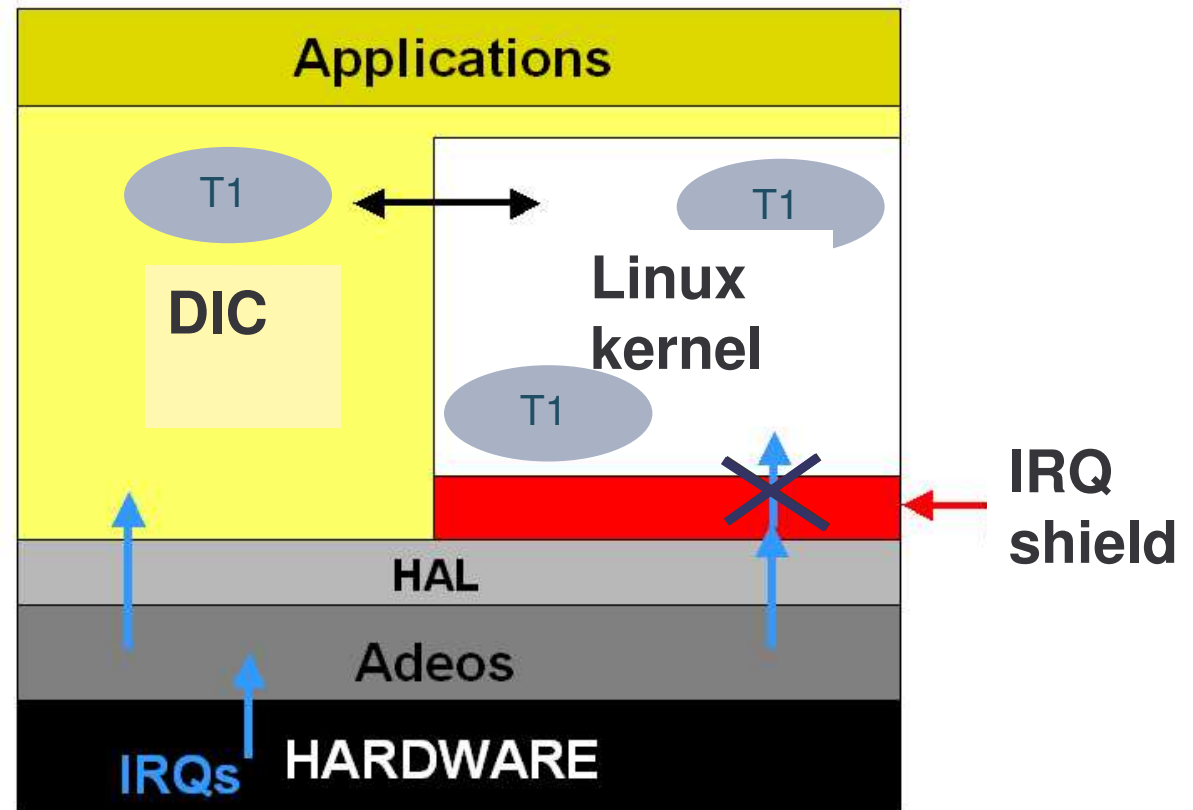 Applications
T1
T1
DIC
Linux
kernel
T1
IRQ
shield
HAL
Adeos
IRQs
HARDWARE